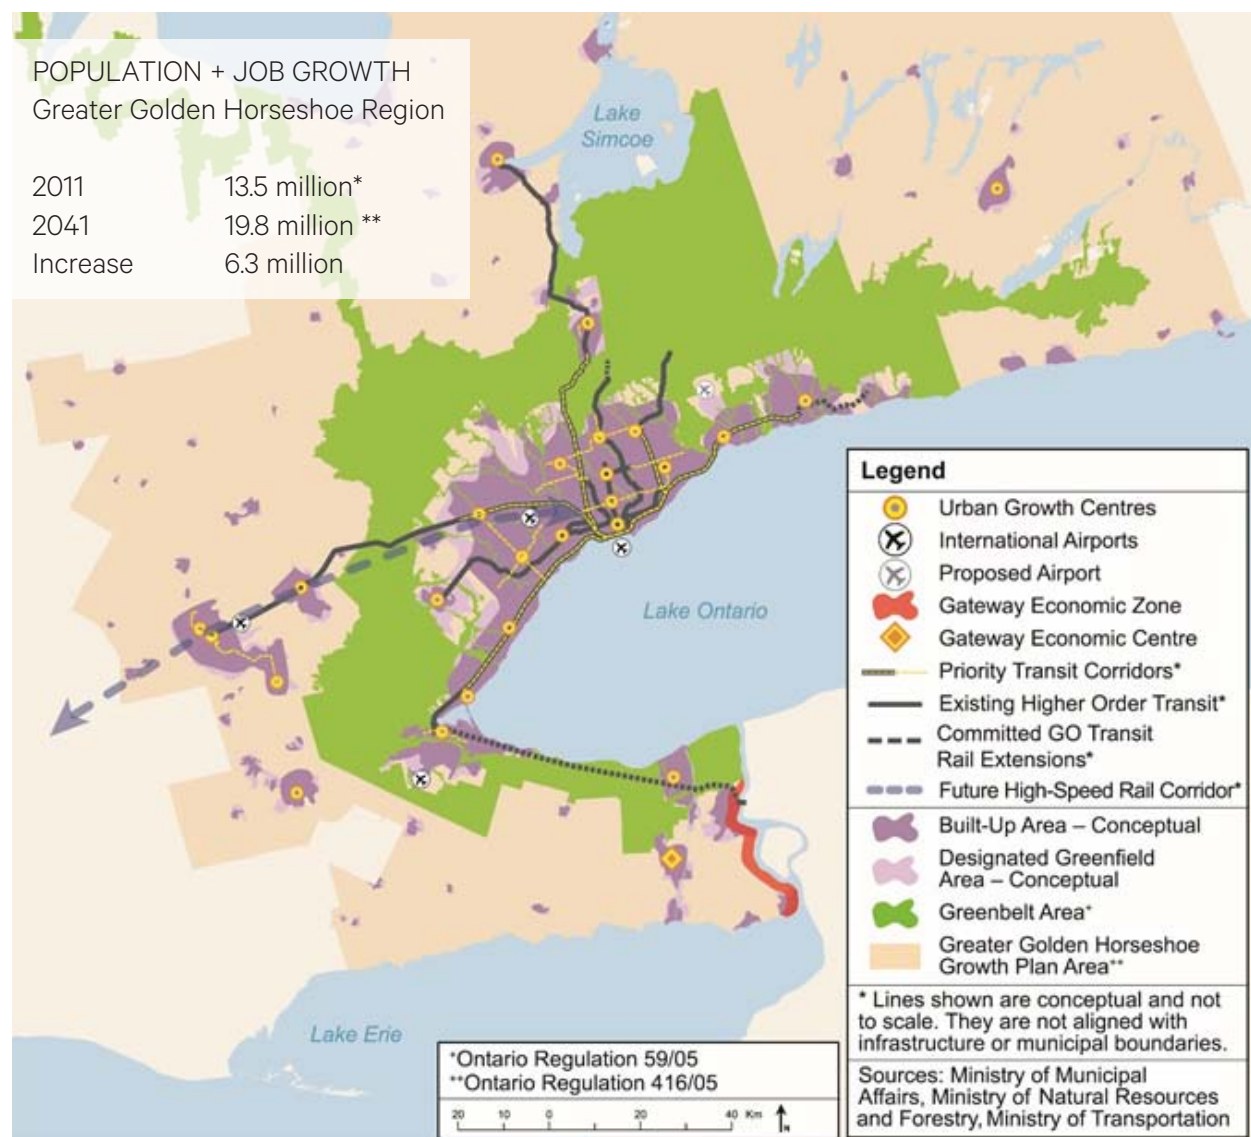 POPULATION + JOB GROWTH
Greater Golden Horseshoe Region
2011 13.5 million*
2041 19.8 million **
Increase 6.3 million
Lake
Simcoe
Lake Ontario
Lake Erie
Legend
Urban Growth Centres
International Airports
Proposed Airport
Gateway Economic Zone
Gateway Economic Centre
Priority Transit Corridors*
Existing Higher Order Transit*
Committed GO Transit
Rail Extensions*
Future High-Speed Rail Corridor*
Built-Up Area – Conceptual
Designated Greenfield
Area – Conceptual
Greenbelt Area⁺
Greater Golden Horseshoe
Growth Plan Area⁺⁺
* Lines shown are conceptual and not
to scale. They are not aligned with
infrastructure or municipal boundaries.
Sources: Ministry of Municipal
Affairs, Ministry of Natural Resources
and Forestry, Ministry of Transportation
⁺Ontario Regulation 59/05
⁺⁺Ontario Regulation 416/05
20 10 0 20 40 Km
N